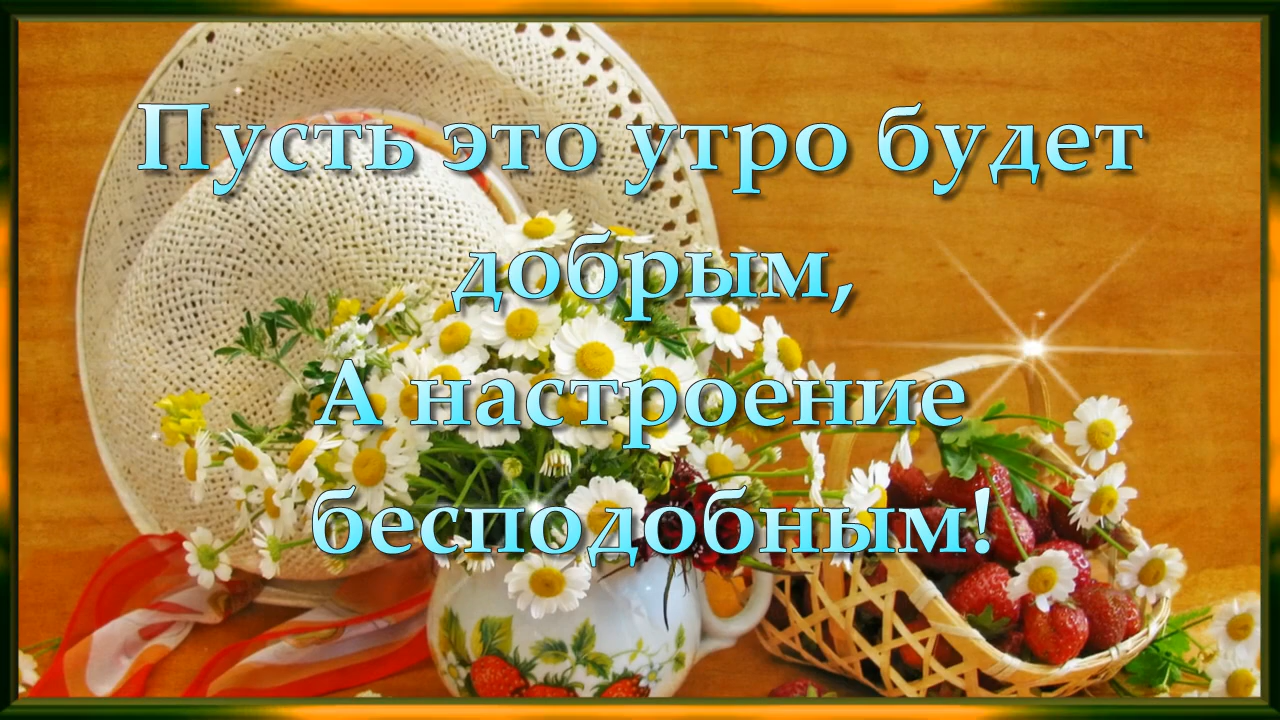 Пусть это утро будет
добрым,
А настроение
бесподобным!